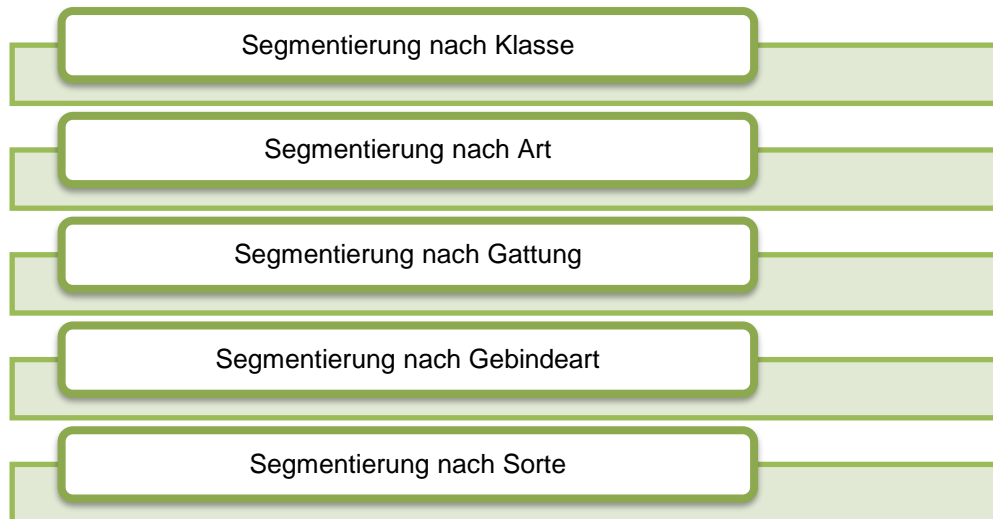 Segmentierung nach Klasse
Segmentierung nach Art
Segmentierung nach Gattung
Segmentierung nach Gebindeart
Segmentierung nach Sorte